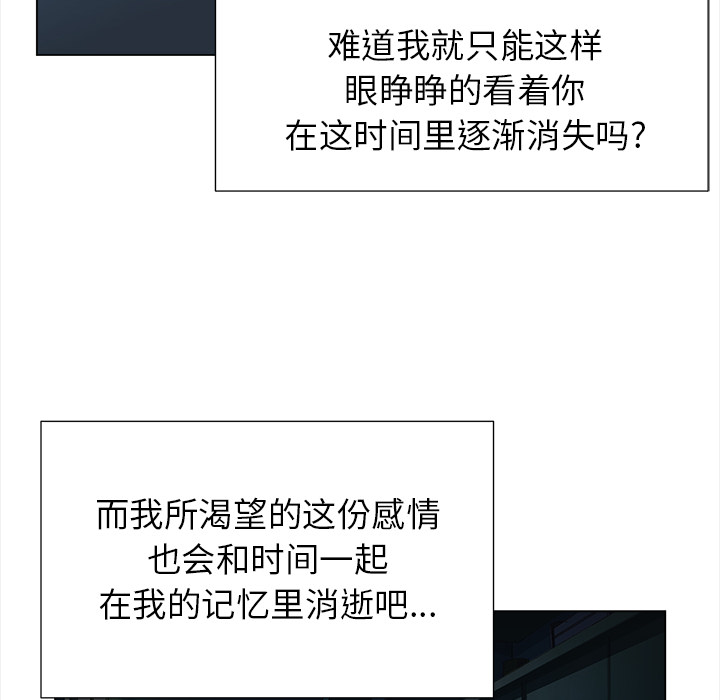 难道我就只能这样
眼睁睁的看着你
在这时间里逐渐消失吗?
而我所渴望的这份感情
也会和时间一起
在我的记忆里消逝吧...